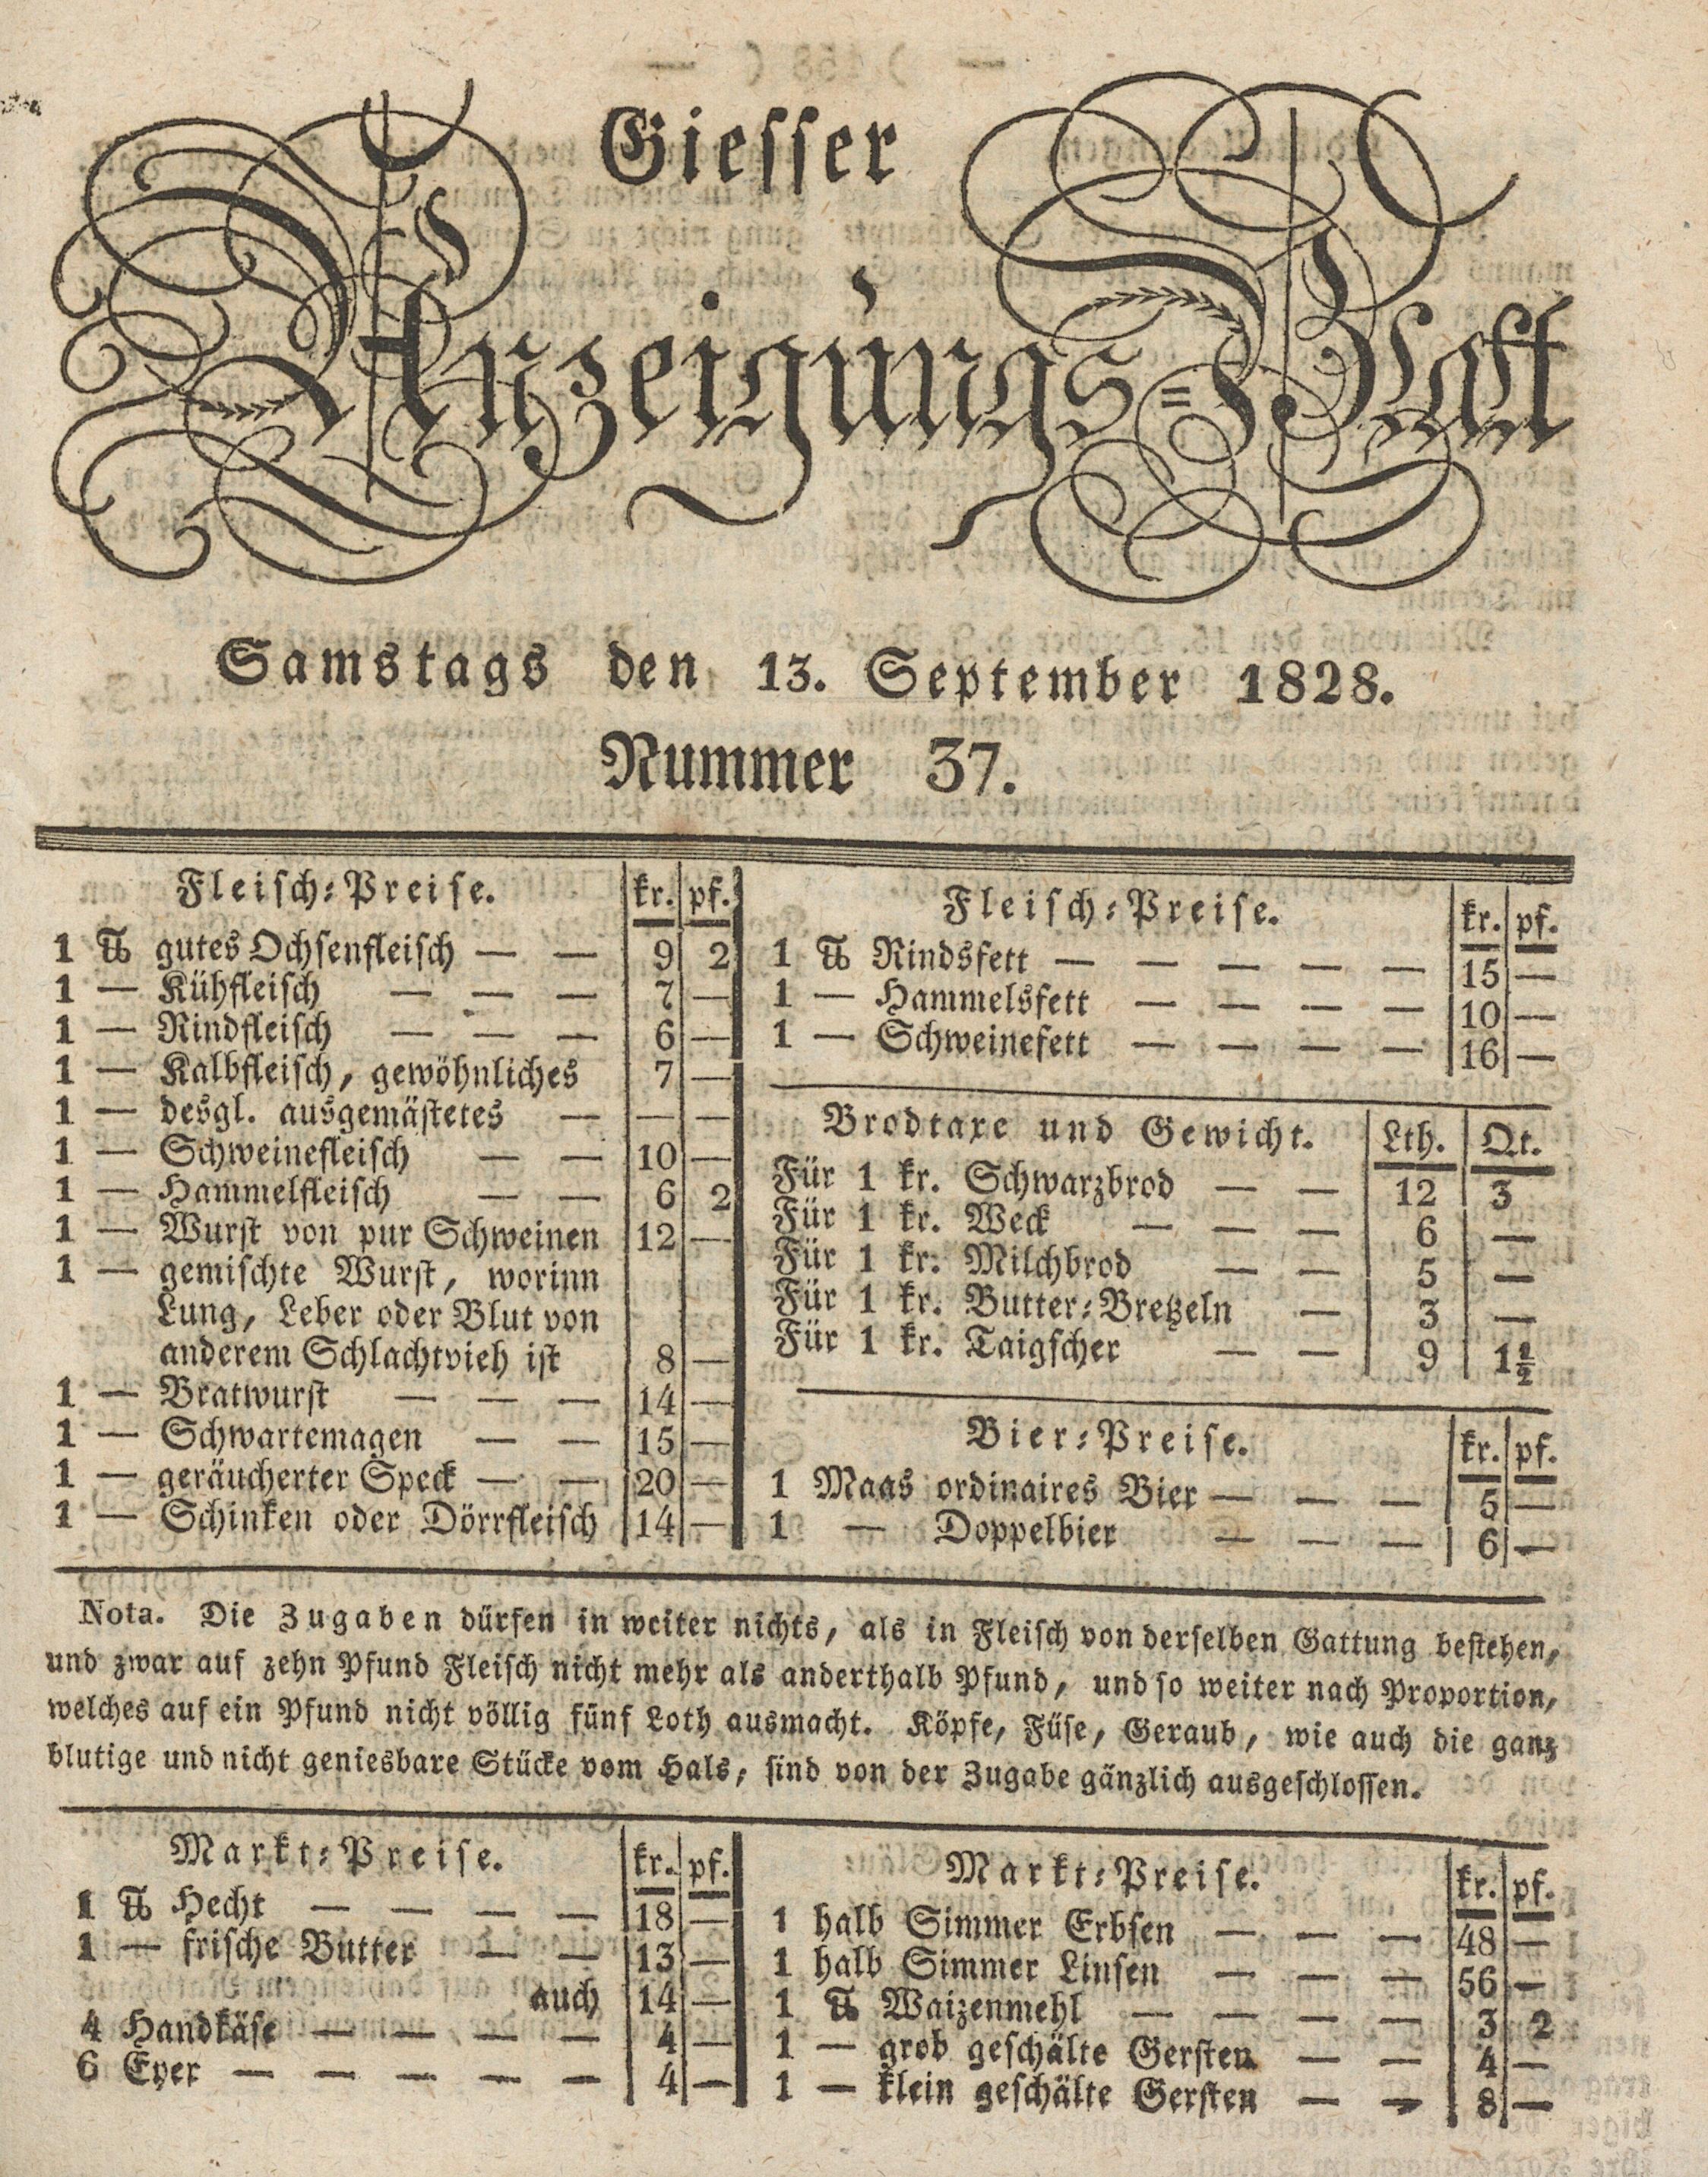 Giesser
Anzeigungs=Blatt
Samstags den 13. September 1828.
Nummer 37.
Fleisch=Preise. kr. pf.
1 ℔ gutes Ochsenfleisch — — 9 2
1 — Kühfleisch — — — 7 —
1 — Rindfleisch — — — 6 —
1 — Kalbfleisch, gewöhnliches 7 —
1 — desgl. ausgemästetes — — —
1 — Schweinefleisch — — 10 —
1 — Hammelfleisch — — 6 2
1 — Wurst von pur Schweinen 12 —
1 — gemischte Wurst, worinn
Lung, Leber oder Blut von
anderem Schlachtvieh ist 8 —
1 — Bratwurst — — — 14 —
1 — Schwartemagen — — 15 —
1 — geräucherter Speck — — 20 —
1 — Schinken oder Dörrfleisch 14 —
Fleisch=Preise. kr. pf.
1 ℔ Rindsfett — — — — — 15 —
1 — Hammelsfett — — — — 10 —
1 — Schweinefett — — — — 16 —
Brodtaxe und Gewicht. Lth. Qt.
Für 1 kr. Schwarzbrod — — 12 3
Für 1 kr. Weck — — — 6 —
Für 1 kr. Milchbrod — — 5 —
Für 1 kr. Butter=Bretzeln — 3 —
Für 1 kr. Taigscher — — 9 1½
Bier=Preise. kr. pf.
1 Maas ordinaires Bier — — — 5 —
1 — Doppelbier — — — 6 —
Nota. Die Zugaben dürfen in weiter nichts, als in Fleisch von derselben Gattung bestehen,
und zwar auf zehn Pfund Fleisch nicht mehr als anderthalb Pfund, und so weiter nach Proportion,
welches auf ein Pfund nicht völlig fünf Loth ausmacht. Köpfe, Füse, Geraub, wie auch die ganz
blutige und nicht geniesbare Stücke vom Hals, sind von der Zugabe gänzlich ausgeschlossen.
Markt=Preise. kr. pf.
1 ℔ Hecht — — — — 18 —
1 — frische Butter — — 13 —
auch 14 —
4 Handkäse — — — — 4 —
6 Eyer — — — — — 4 —
Markt=Preise. kr. pf.
1 halb Simmer Erbsen — — — 48 —
1 halb Simmer Linsen — — — 56 —
1 ℔ Waizenmehl — — — — 3 2
1 — grob geschälte Gersten — — 4 —
1 — klein geschälte Gersten — — 8 —